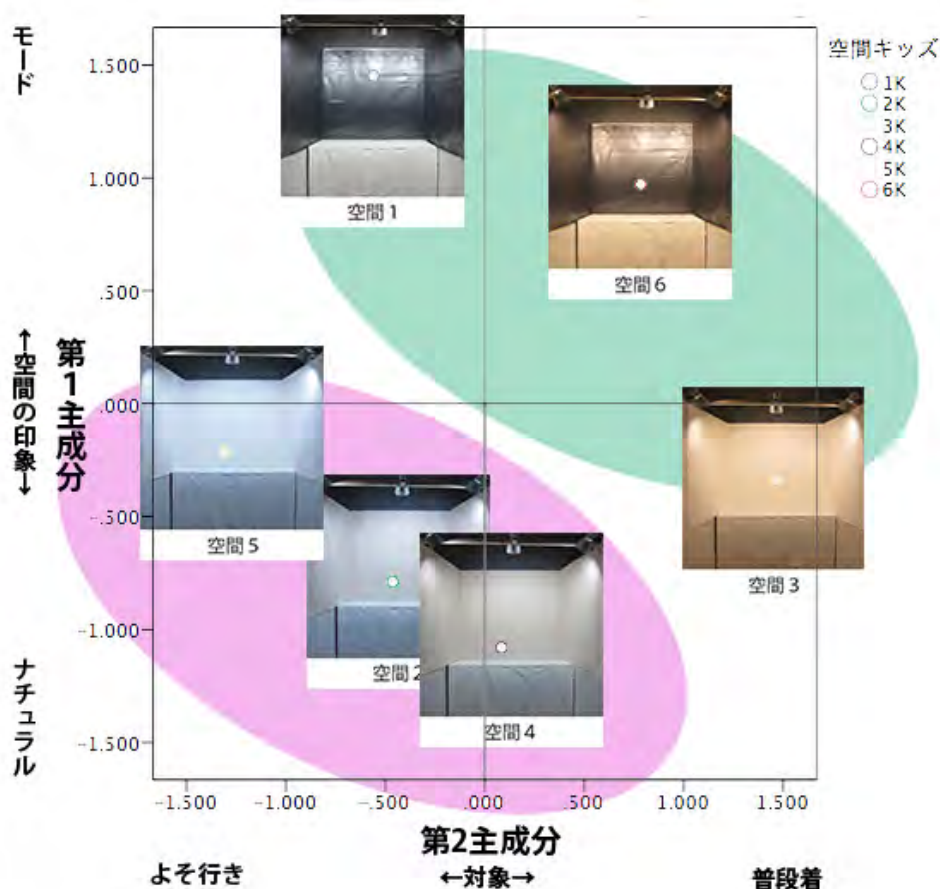 モード
空間キッズ
1K
2K
3K
4K
5K
6K
1.500
1.000
.500
.000
-.500
-1.000
-1.500
空間1
空間6
空間5
空間2
空間4
空間3
↑空間の印象↓
第1主成分
ナチュラル
-1.500
-1.000
-.500
.000
.500
1.000
1.500
第2主成分
よそ行き
←対象→
普段着